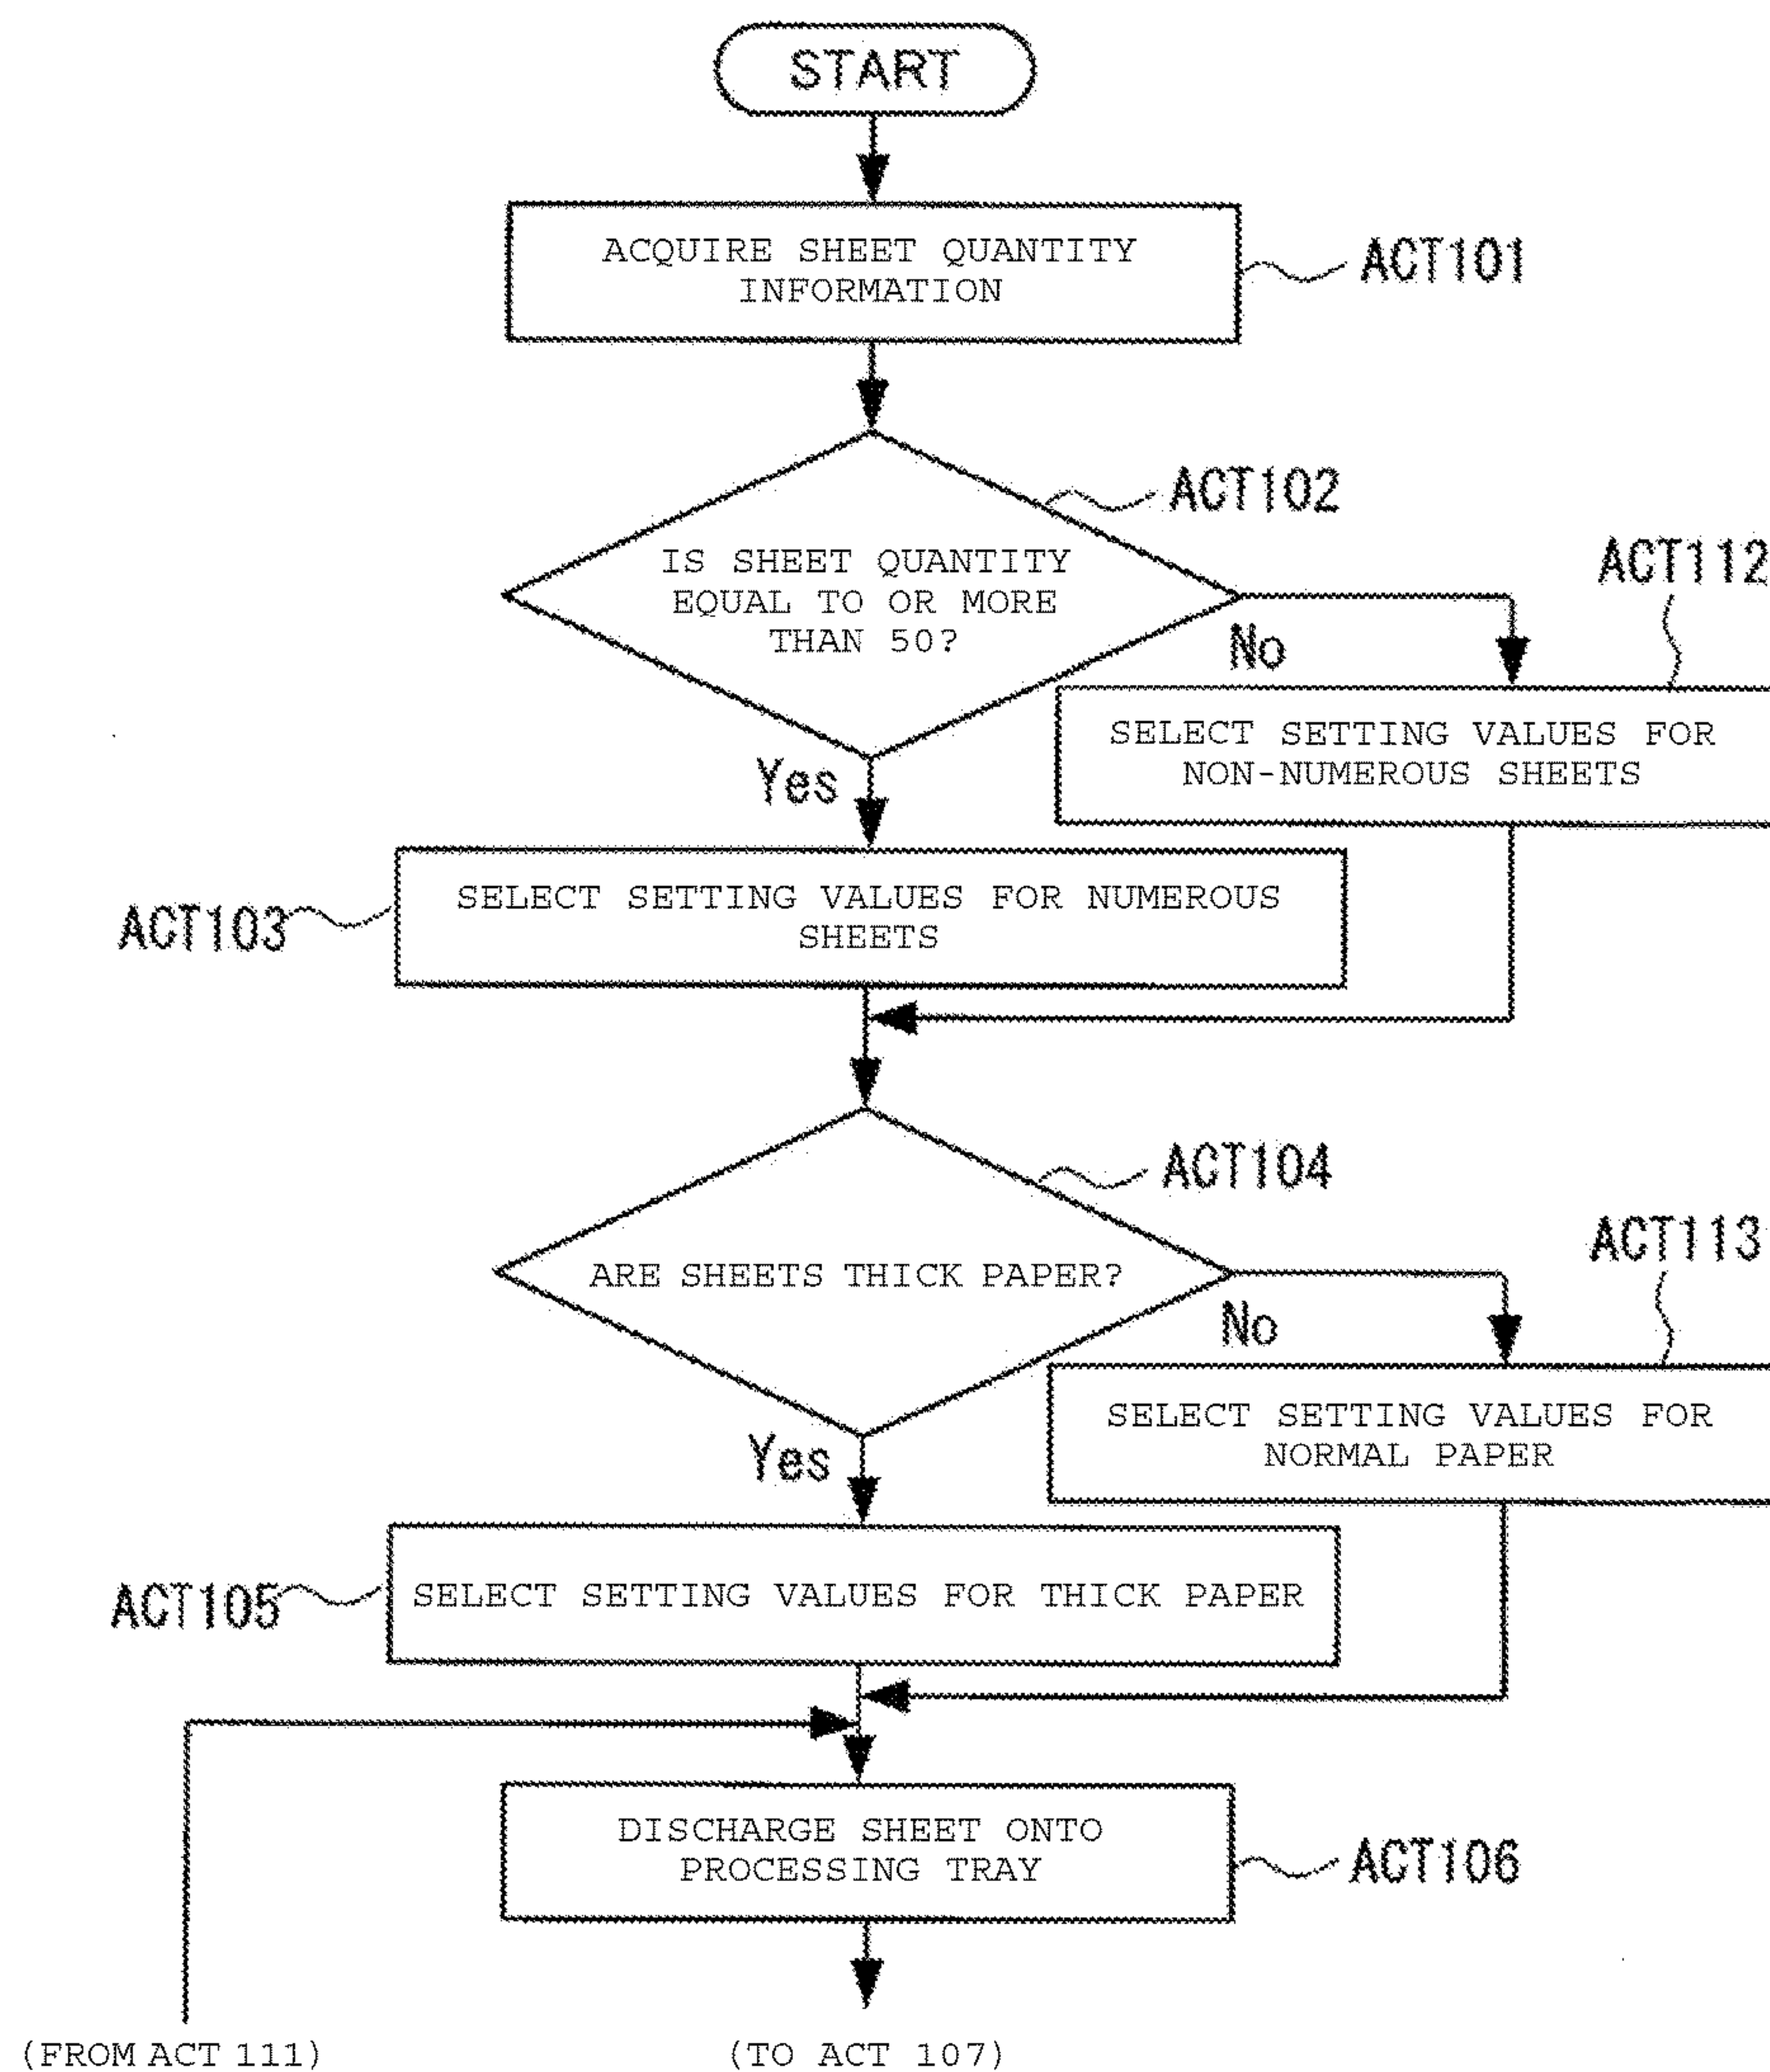 START
ACQUIRE SHEET QUANTITY
INFORMATION
ACT101
ACT102
IS SHEET QUANTITY
EQUAL TO OR MORE
THAN 50?
No
ACT112
SELECT SETTING VALUES FOR
NON-NUMEROUS SHEETS
Yes
ACT103
SELECT SETTING VALUES FOR NUMEROUS
SHEETS
ACT104
ARE SHEETS THICK PAPER?
No
ACT113
SELECT SETTING VALUES FOR
NORMAL PAPER
Yes
ACT105
SELECT SETTING VALUES FOR THICK PAPER
DISCHARGE SHEET ONTO
PROCESSING TRAY
ACT106
(FROM ACT 111)
(TO ACT 107)